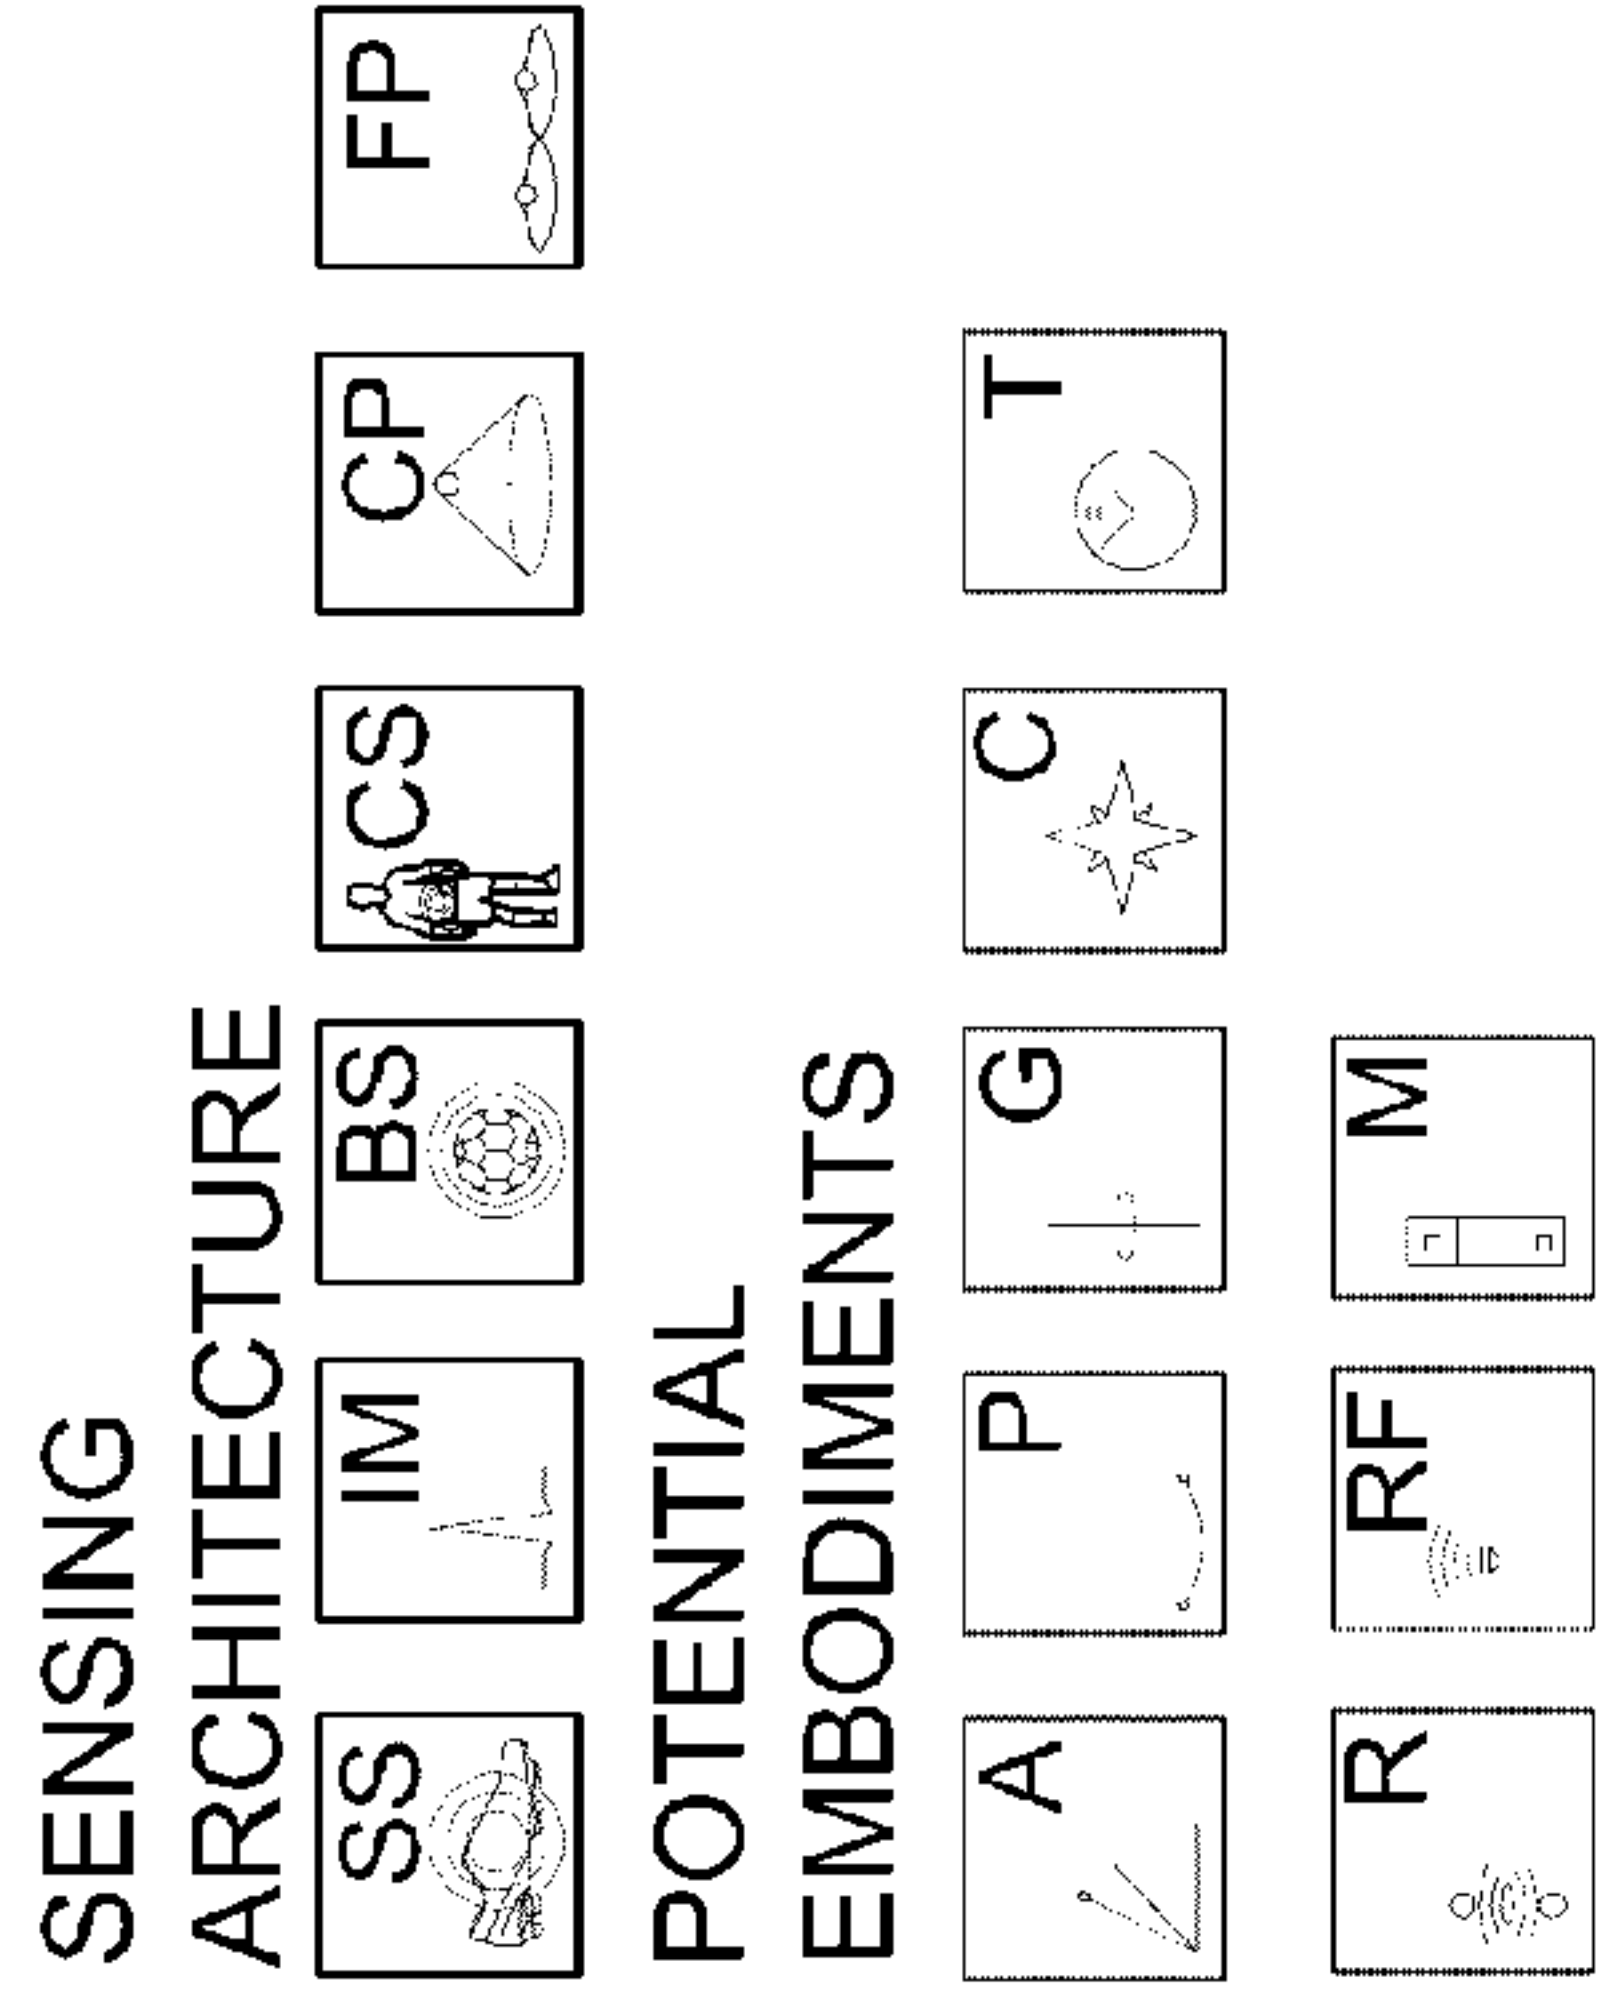 SENSING
ARCHITECTURE
SS IM BS CS CP FP
POTENTIAL
EMBODIMENTS
A P G C T
R RF M